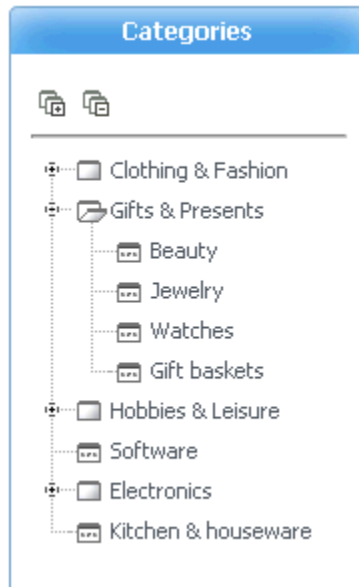 Categories
Clothing & Fashion
Gifts & Presents
Beauty
Jewelry
Watches
Gift baskets
Hobbies & Leisure
Software
Electronics
Kitchen & houseware